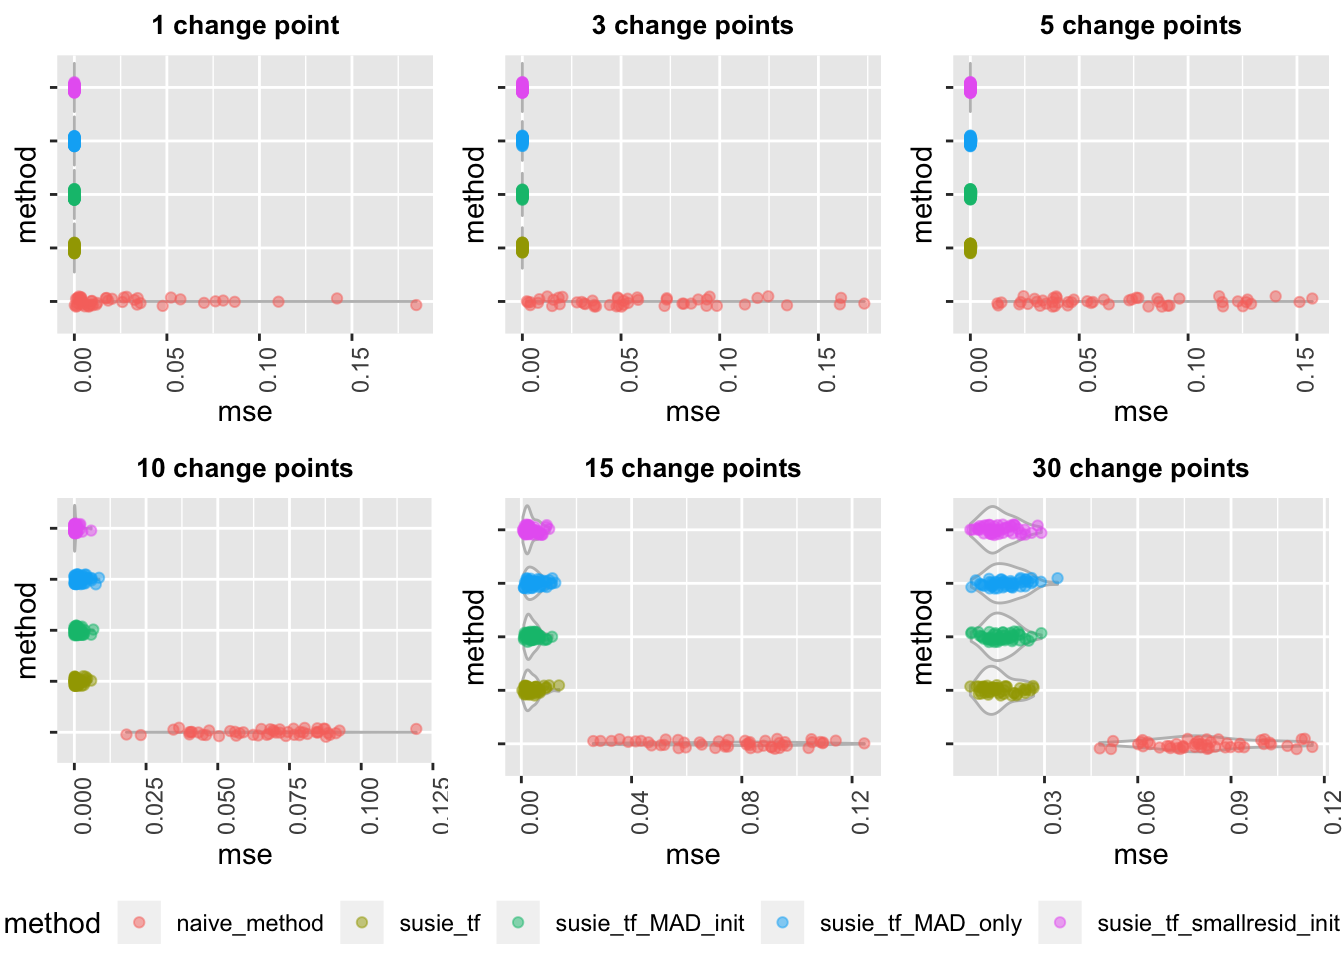 1 change point
3 change points
5 change points
method
method
method
0.00
0.05
0.10
0.15
0.00
0.05
0.10
0.15
0.00
0.05
0.10
0.15
mse
mse
mse
10 change points
15 change points
30 change points
method
method
method
0.000
0.025
0.050
0.075
0.100
0.125
0.00
0.04
0.08
0.12
0.03
0.06
0.09
0.12
mse
mse
mse
method naive_method susie_tf susie_tf_MAD_init susie_tf_MAD_only susie_tf_smallresid_init